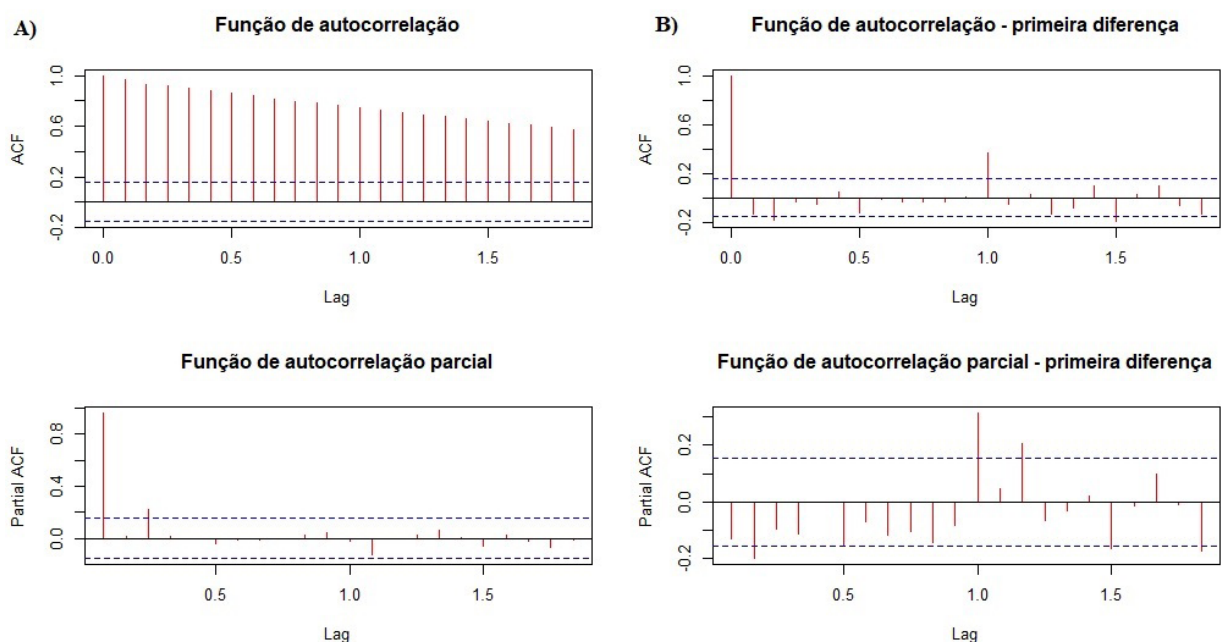 A)
Função de autocorrelação
ACF
1.0
0.6
0.2
-0.2
0.0 0.5 1.0 1.5
Lag
B)
Função de autocorrelação - primeira diferença
ACF
1.0
0.6
0.2
-0.2
0.0 0.5 1.0 1.5
Lag
Função de autocorrelação parcial
Partial ACF
0.8
0.4
0.0
0.5 1.0 1.5
Lag
Função de autocorrelação parcial - primeira diferença
Partial ACF
0.2
0.0
-0.2
0.5 1.0 1.5
Lag